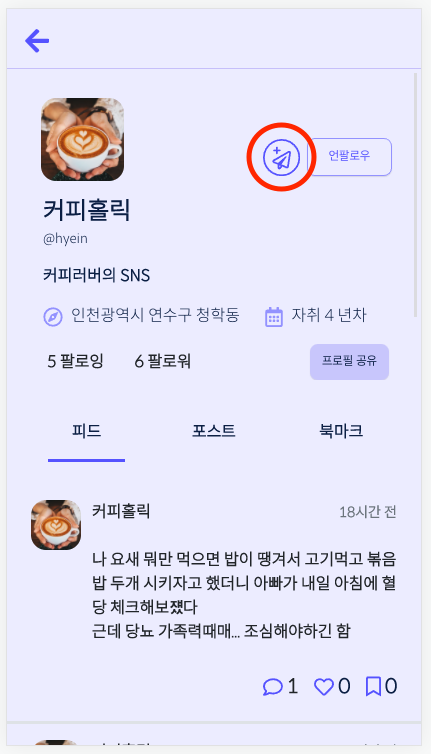 언팔로우
커피홀릭
@hyein
커피러버의 SNS
인천광역시 연수구 청학동 자취 4 년차
5 팔로잉 6 팔로워 프로필 공유
피드 포스트 북마크
커피홀릭 18시간 전
나 요새 뭐만 먹으면 밥이 땡겨서 고기먹고 볶음
밥 두개 시키자고 했더니 아빠가 내일 아침에 혈
당 체크해보쟸다
근데 당뇨 가족력때매... 조심해야하긴 함
1 0 0